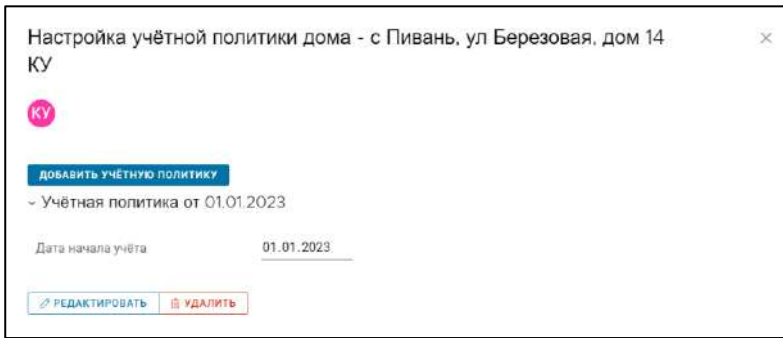 Настройка учётной политики дома - с Пивань, ул Березовая, дом 14
КУ
КУ
ДОБАВИТЬ УЧЁТНУЮ ПОЛИТИКУ
Учётная политика от 01.01.2023
Дата начала учёта 01.01.2023
РЕДАКТИРОВАТЬ УДАЛИТЬ